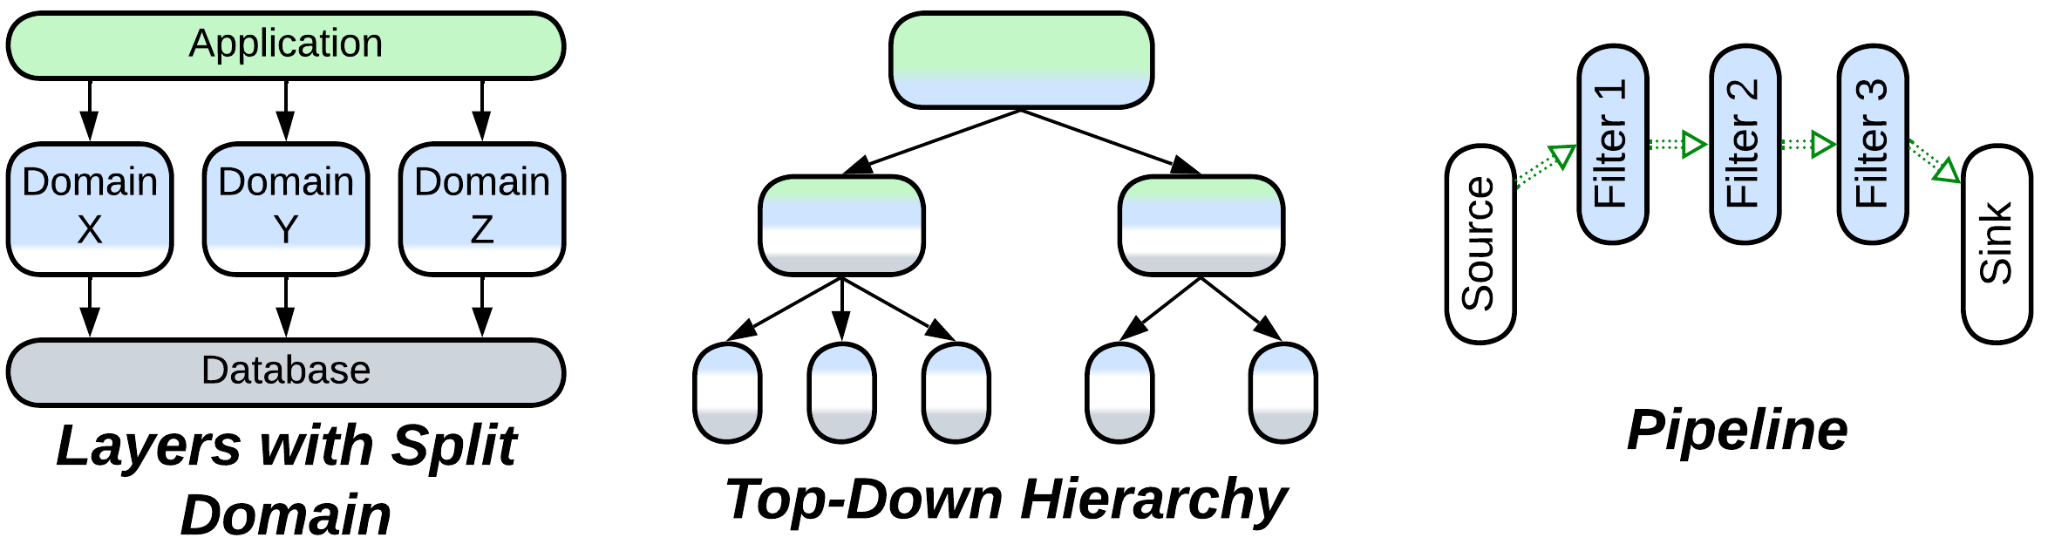 Application
Domain
X
Domain
Y
Domain
Z
Database
Layers with Split
Domain
Top-Down Hierarchy
Source
Filter 1
Filter 2
Filter 3
Sink
Pipeline